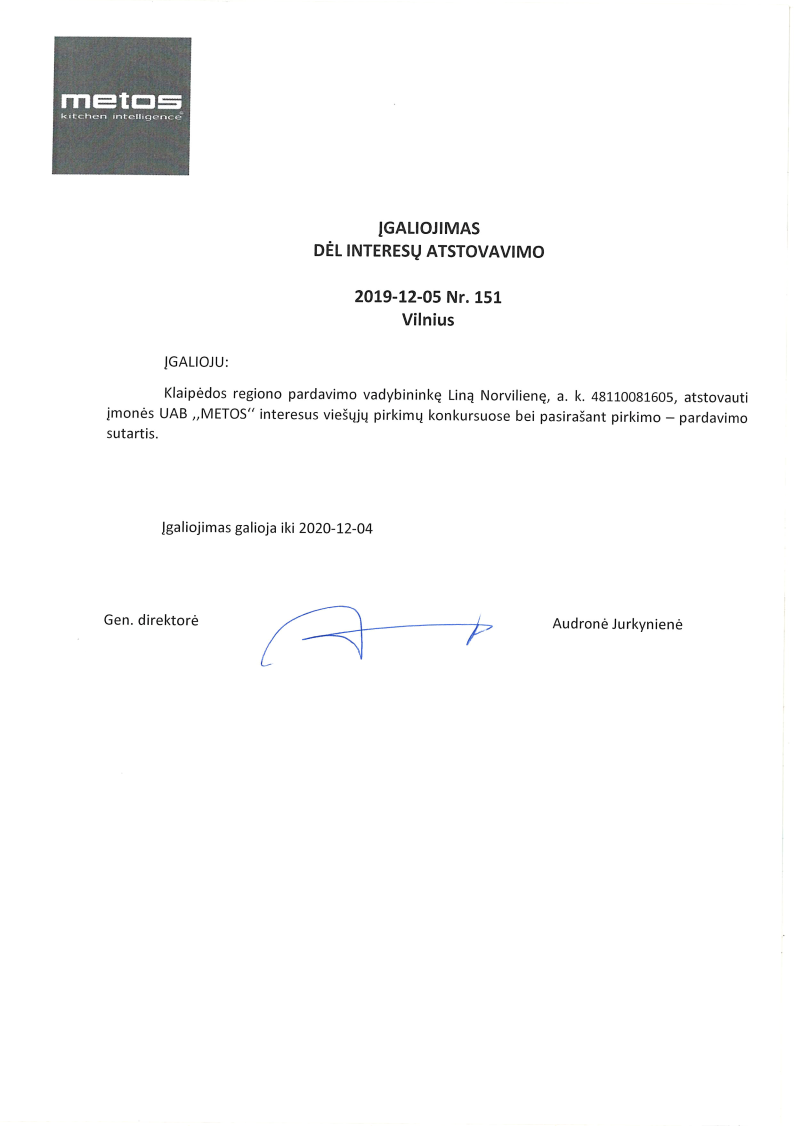 metos
kitchen intelligence
ĮGALIOJIMAS
DĖL INTERESŲ ATSTOVAVIMO
2019-12-05 Nr. 151
Vilnius
ĮGALIOJU:
Klaipėdos regiono pardavimo vadybininkę Liną Norvilienę, a. k. 48110081605, atstovauti
įmonės UAB ,,METOS‘‘ interesus viešųjų pirkimų konkursuose bei pasirašant pirkimo – pardavimo
sutartis.
Įgaliojimas galioja iki 2020-12-04
Gen. direktorė
Audronė Jurkynienė